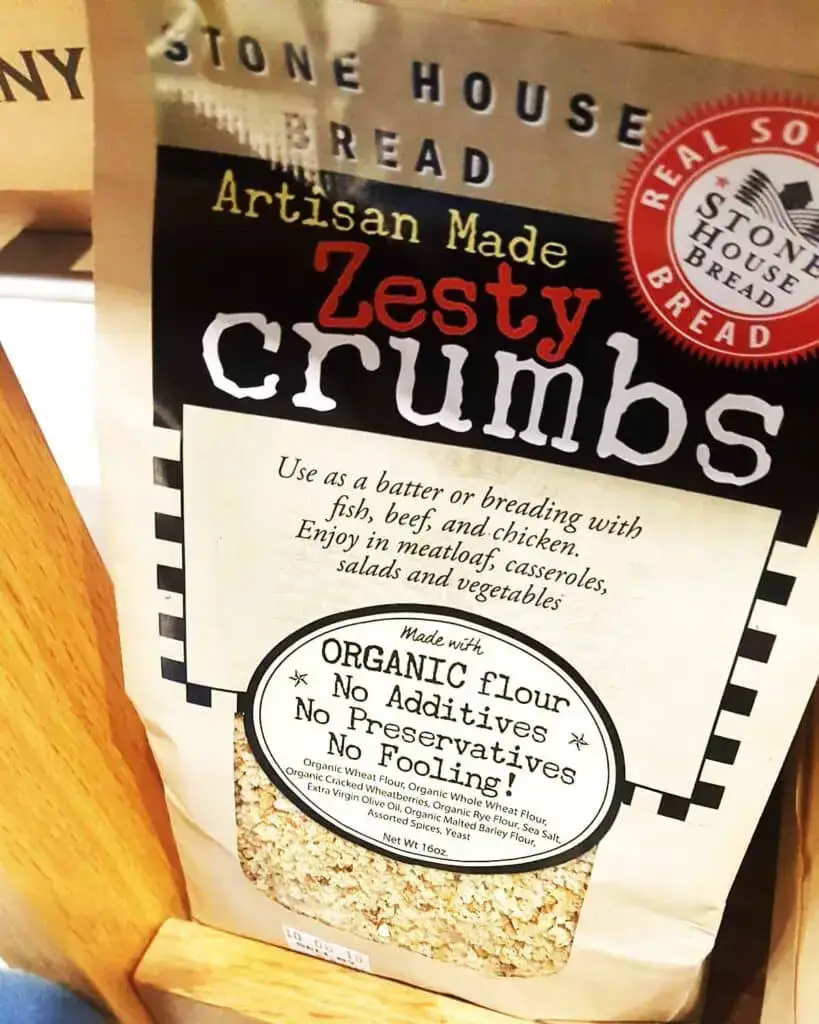 NY
STONE HOUSE
BREAD
Artisan Made
Zesty
crumbs
REAL SO
STONE
HOUSE
BREAD
BREAD
Use as a batter or breading with
fish, beef, and chicken.
Enjoy in meatloaf, casseroles,
salads and vegetables
Made with
ORGANIC flour
No Additives
No Preservatives
No Fooling!
Organic Wheat Flour, Organic Whole Wheat Flour,
Organic Cracked Wheatberries, Organic Rye Flour, Sea Salt,
Extra Virgin Olive Oil, Organic Malted Barley Flour,
Assorted Spices, Yeast
Net Wt 16oz.